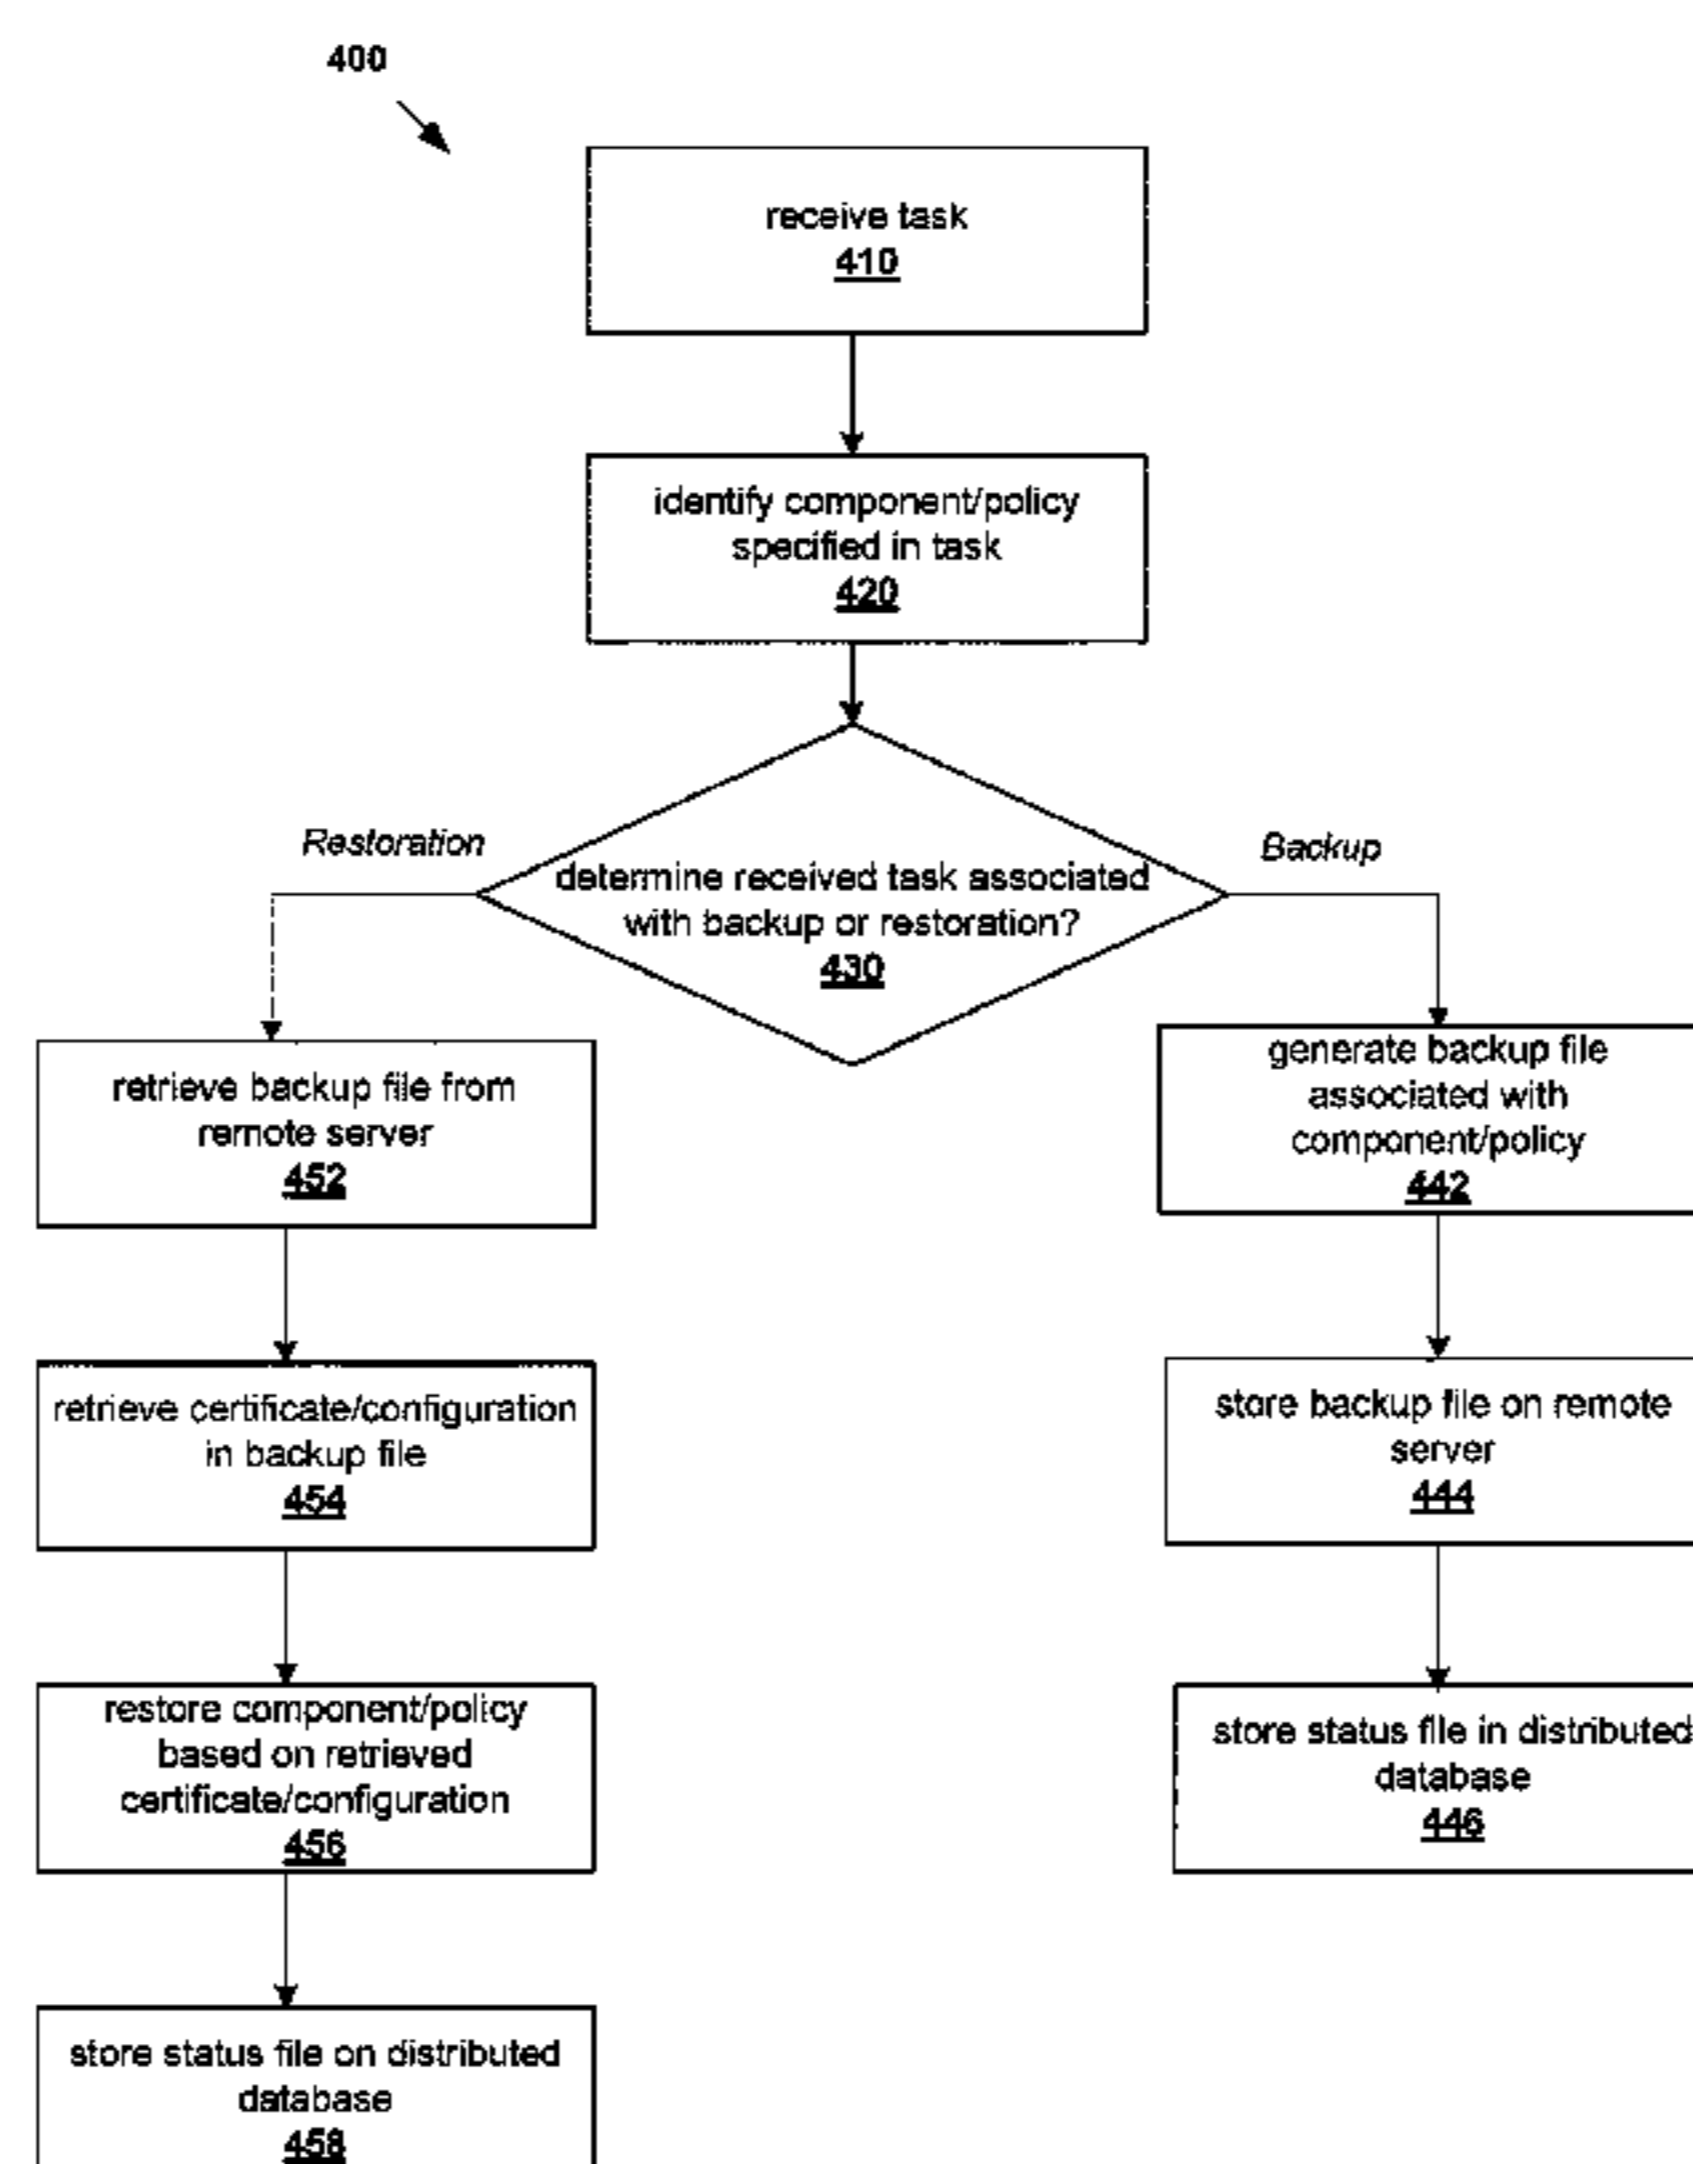 400
receive task
410
identify component/policy
specified in task
420
Restoration
Backup
determine received task associated
with backup or restoration?
430
retrieve backup file from
remote server
452
generate backup file
associated with
component/policy
442
retrieve certificate/configuration
in backup file
454
store backup file on remote
server
444
restore component/policy
based on retrieved
certificate/configuration
456
store status file in distributed
database
446
store status file on distributed
database
458